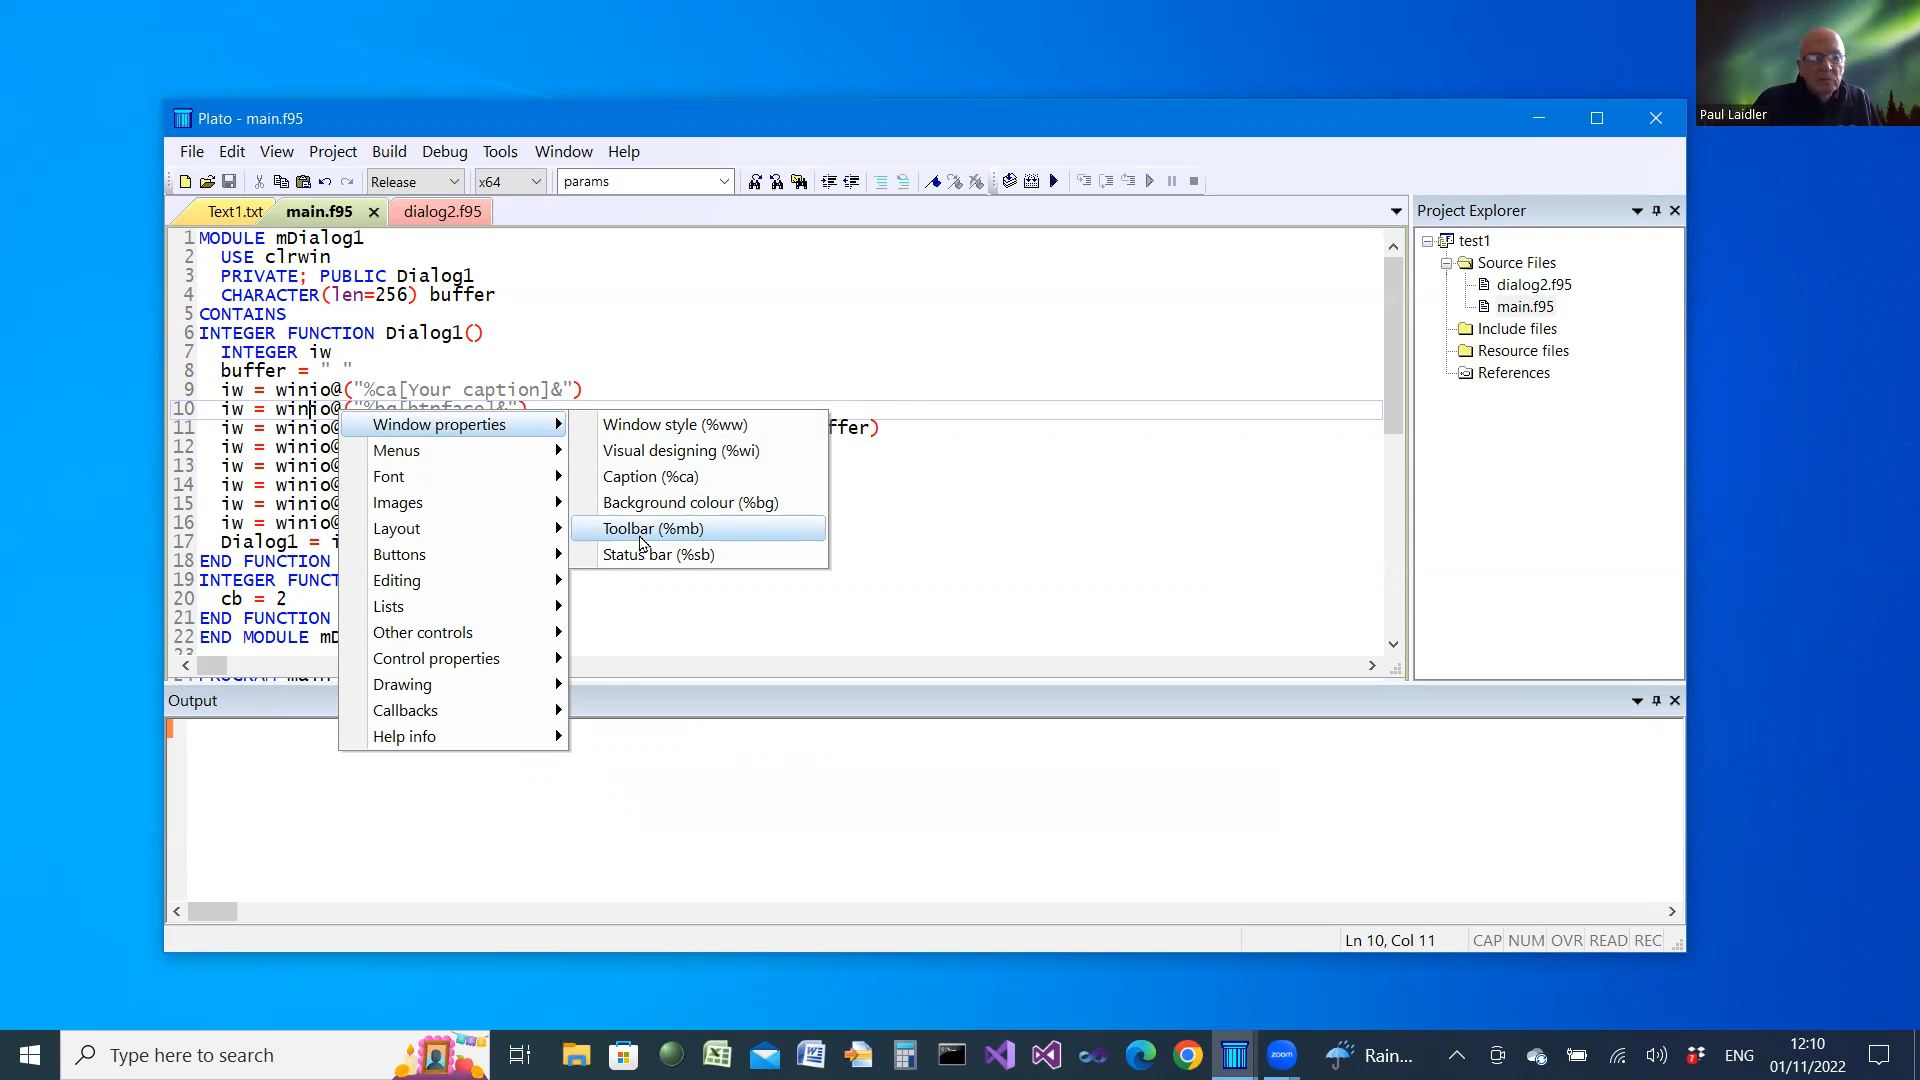 Paul Laidler
Plato - main.f95
File Edit View Project Build Debug Tools Window Help
Release x64 params
Text1.txt main.f95 dialog2.f95
Project Explorer
1 MODULE mDialog1
2 USE clrwin
3 PRIVATE; PUBLIC Dialog1
4 CHARACTER(len=256) buffer
5 CONTAINS
6 INTEGER FUNCTION Dialog1()
7 INTEGER iw
8 buffer = " "
9 iw = winio@("%ca[Your caption]&")
10 iw = winio@("%bg[btnface]&")
11 iw = winio@ ffer)
12 iw = winio@
13 iw = winio@
14 iw = winio@
15 iw = winio@
16 iw = winio@
17 Dialog1 = i
18 END FUNCTION
19 INTEGER FUNCT
20 cb = 2
21 END FUNCTION
22 END MODULE mD
23
PROGRAM main
Window properties
Menus
Font
Images
Layout
Buttons
Editing
Lists
Other controls
Control properties
Drawing
Callbacks
Help info
Window style (%ww)
Visual designing (%wi)
Caption (%ca)
Background colour (%bg)
Toolbar (%mb)
Status bar (%sb)
test1
Source Files
dialog2.f95
main.f95
Include files
Resource files
References
Output
Ln 10, Col 11 CAP NUM OVR READ REC
Type here to search
zoom
Rain...
ENG
12:10
01/11/2022